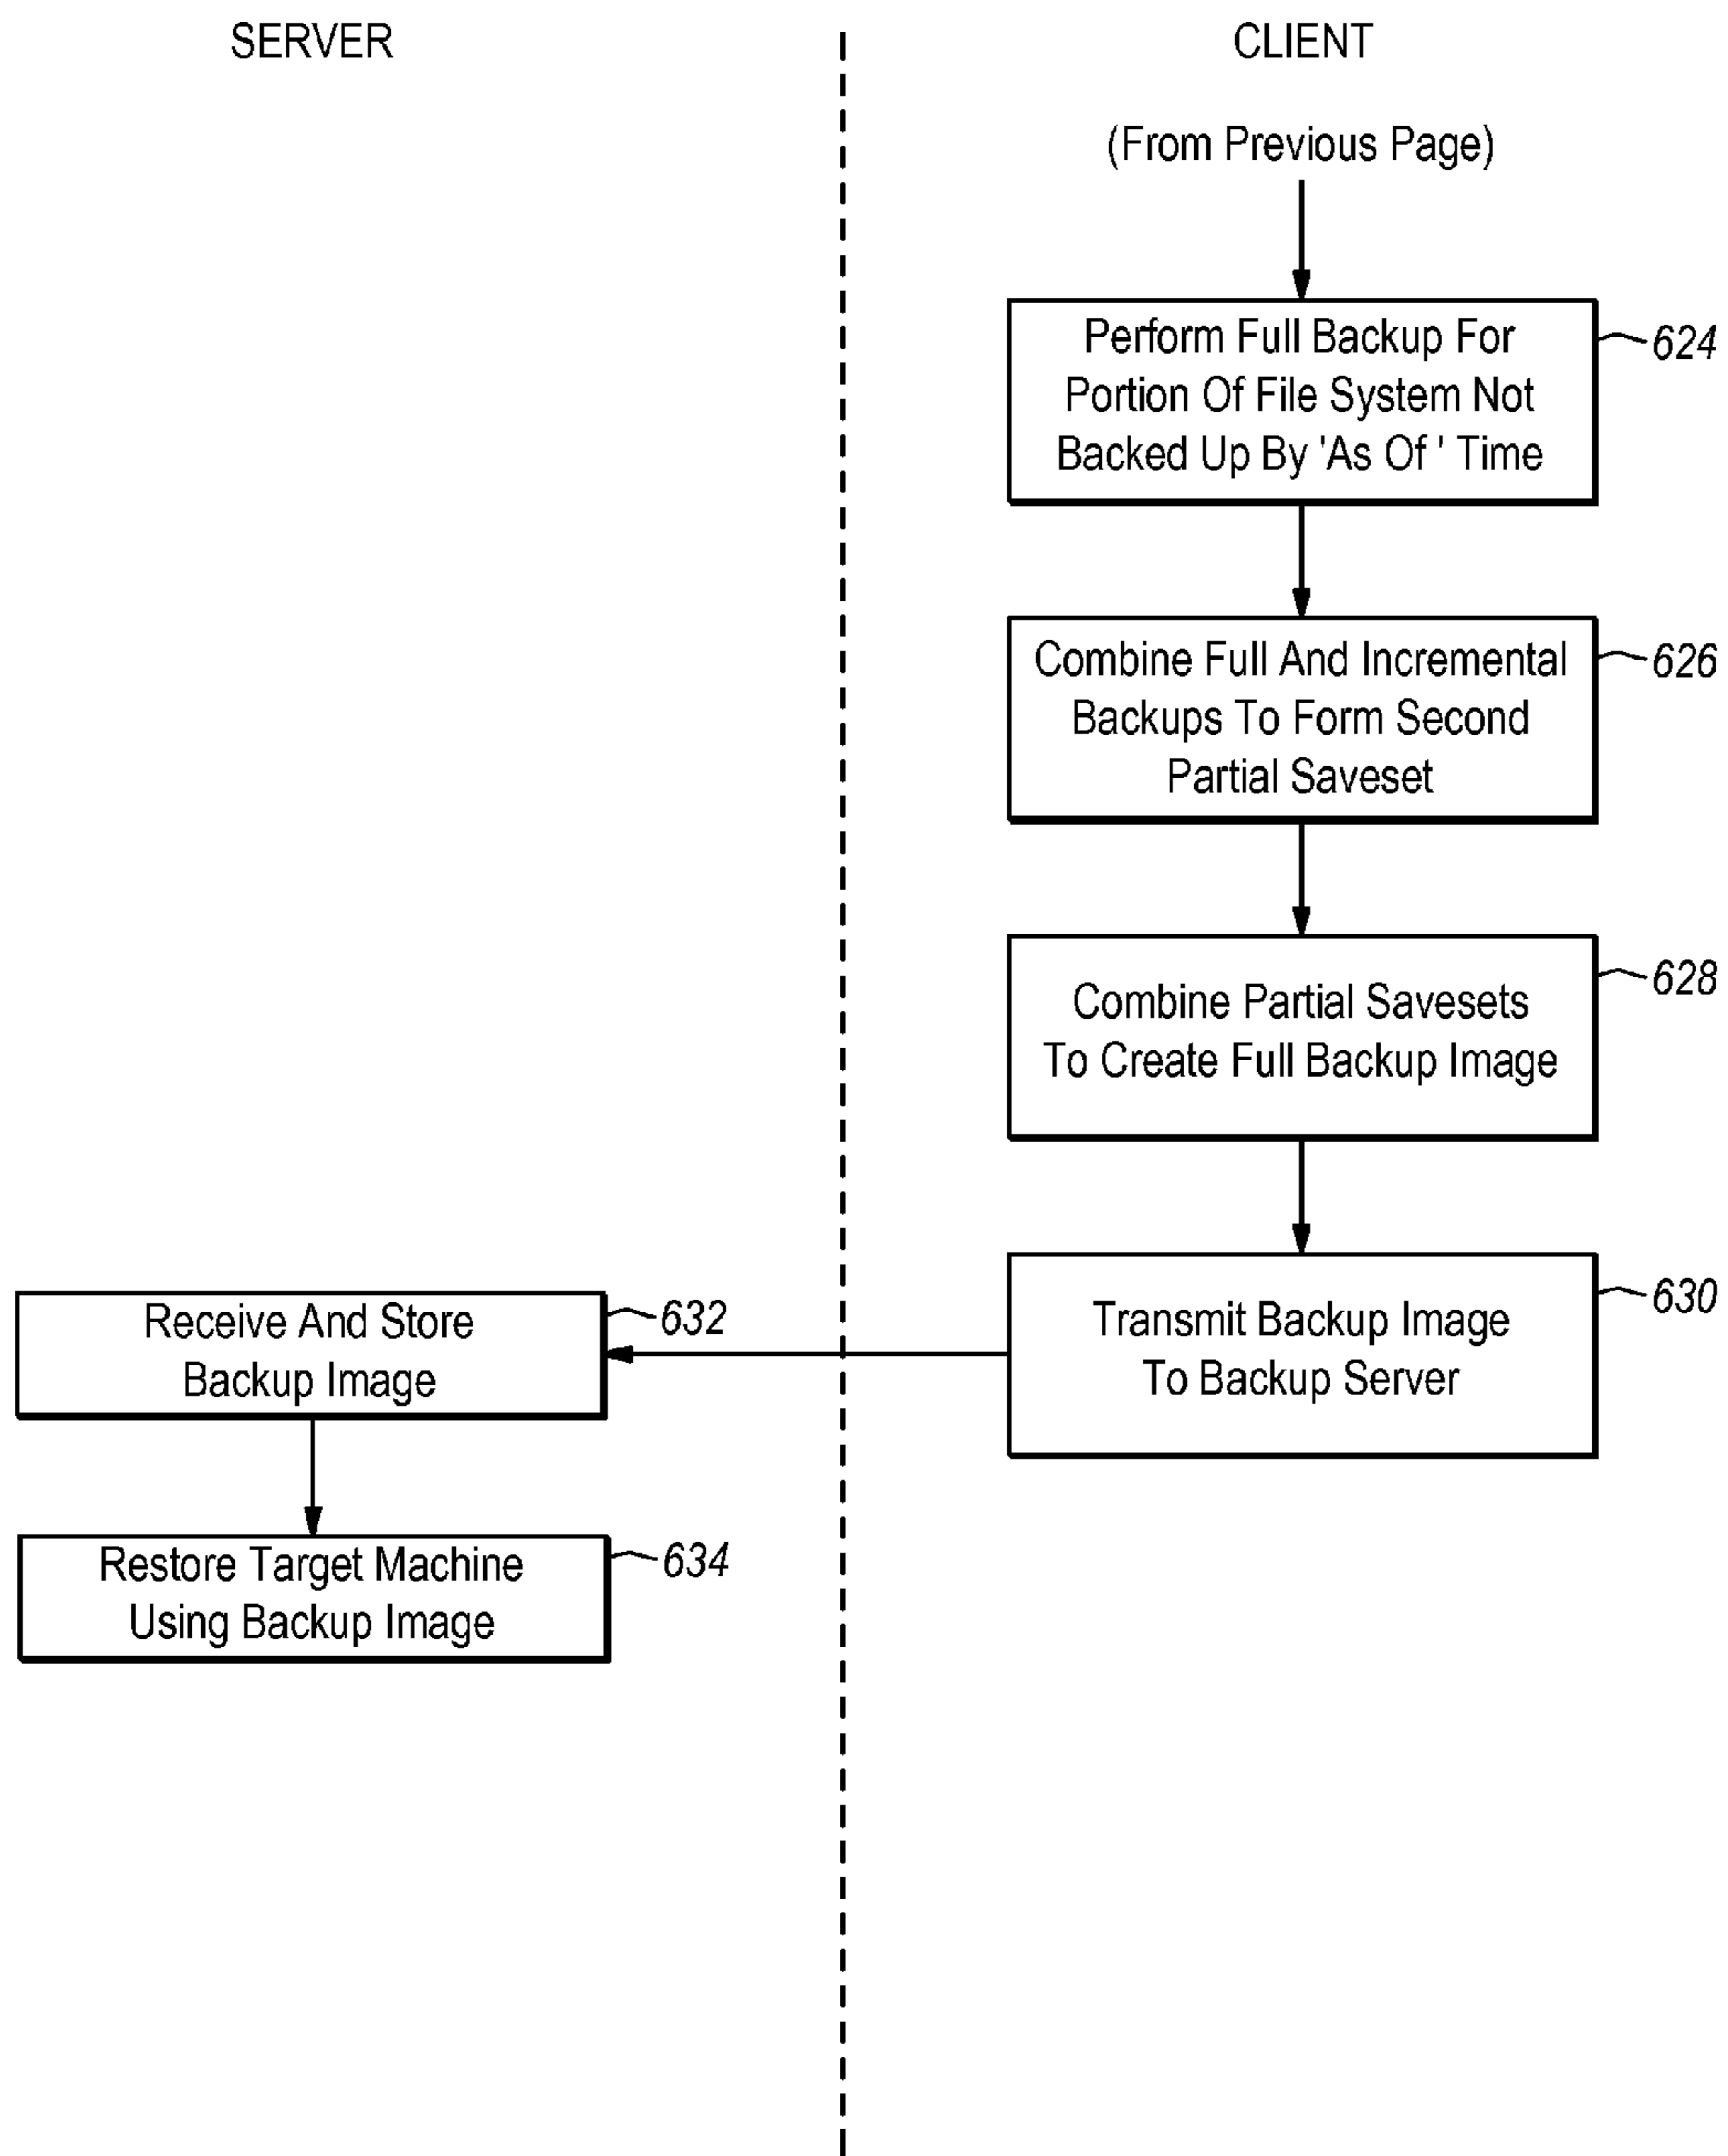 SERVER
CLIENT
(From Previous Page)
Perform Full Backup For
Portion Of File System Not
Backed Up By 'As Of ' Time
624
Combine Full And Incremental
Backups To Form Second
Partial Saveset
626
Combine Partial Savesets
To Create Full Backup Image
628
Transmit Backup Image
To Backup Server
630
Receive And Store
Backup Image
632
Restore Target Machine
Using Backup Image
634